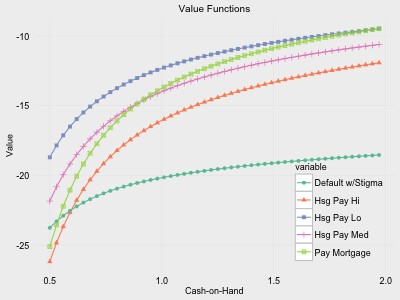 Value Functions
-10
-15
-20
-25
Value
0.5
1.0
1.5
2.0
Cash-on-Hand
variable
Default w/Stigma
Hsg Pay Hi
Hsg Pay Lo
Hsg Pay Med
Pay Mortgage